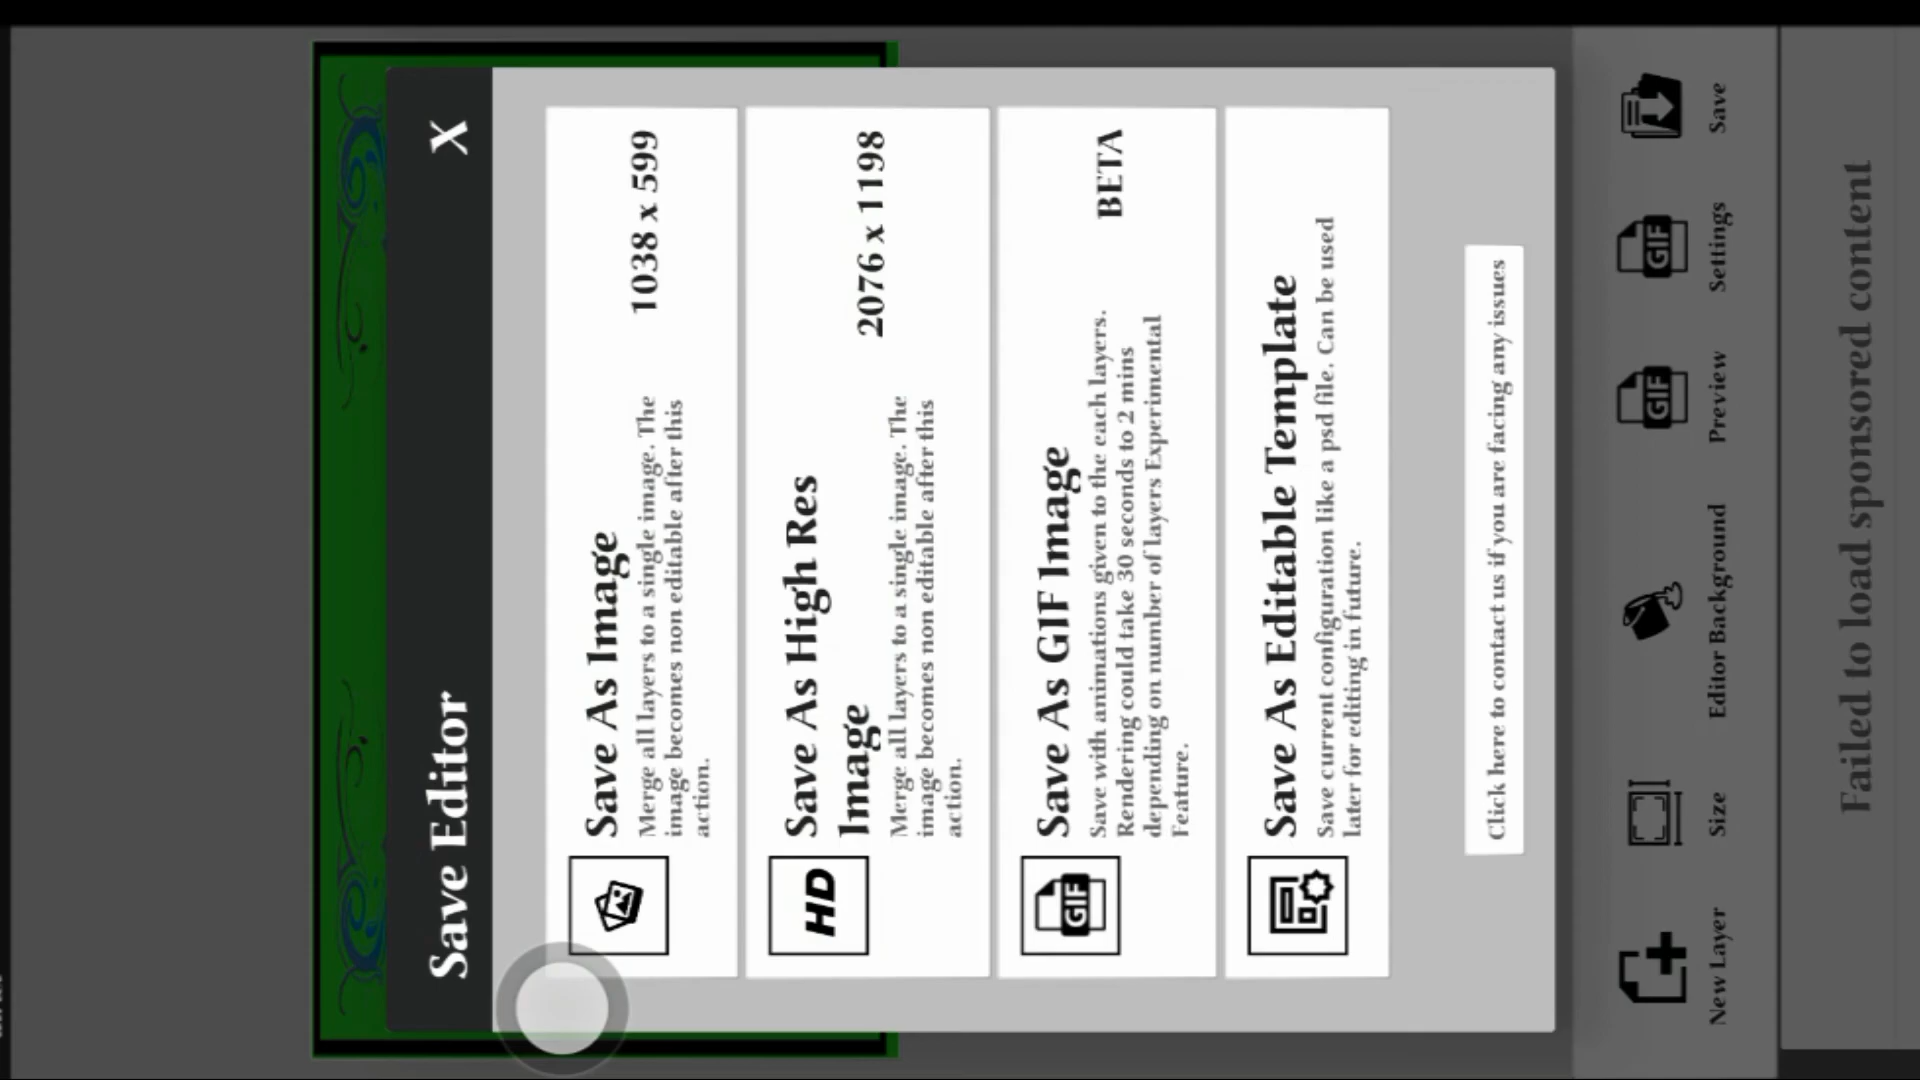 Save Editor
X
Save As Image
1038 x 599
Merge all layers to a single image. The
image becomes non editable after this
action.
HD
Save As High Res
Image
2076 x 1198
Merge all layers to a single image. The
image becomes non editable after this
action.
GIF
Save As GIF Image
BETA
Save with animations given to the each layers.
Rendering could take 30 seconds to 2 mins
depending on number of layers Experimental
Feature.
Save As Editable Template
Save current configuration like a psd file. Can be used
later for editing in future.
Click here to contact us if you are facing any issues
New Layer
Size
Editor Background
GIF
Preview
GIF
Settings
Save
Failed to load sponsored content